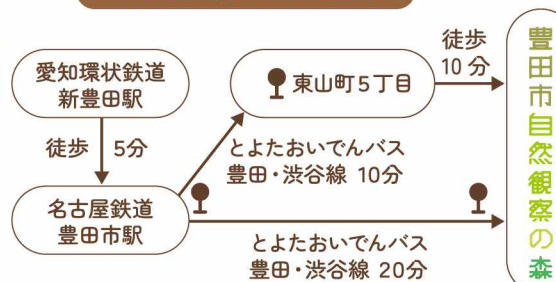 愛知環状鉄道
新豊田駅
徒歩 5分
名古屋鉄道
豊田市駅
東山町5丁目
とよたおいでんバス
豊田・渋谷線 10分
徒歩
10分
とよたおいでんバス
豊田・渋谷線 20分
豊田市自然観察の森